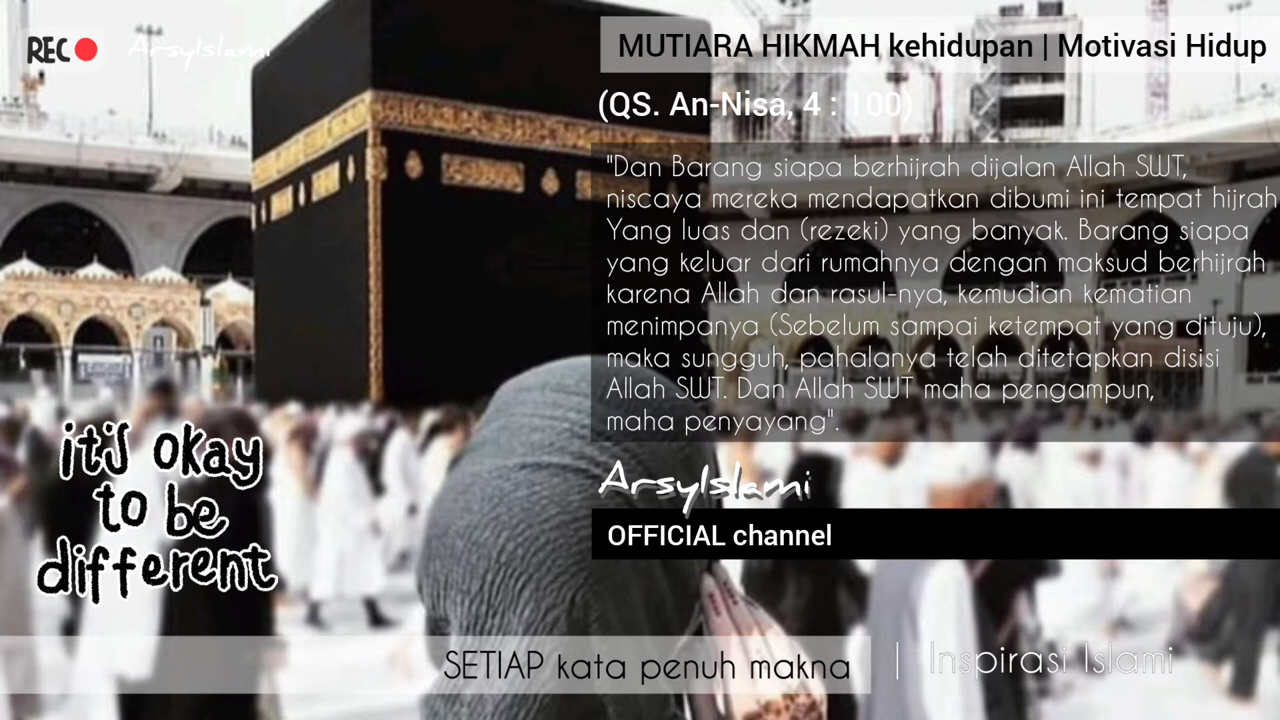 REC
ArsyIslami
MUTIARA HIKMAH kehidupan | Motivasi Hidup
(QS. An-Nisa, 4 : 100)
"Dan Barang siapa berhijrah dijalan Allah SWT,
niscaya mereka mendapatkan dibumi ini tempat hijrah
Yang luas dan (rezeki) yang banyak. Barang siapa
yang keluar dari rumahnya dengan maksud berhijrah
karena Allah dan rasul-nya, kemudian kematian
menimpanya (Sebelum sampai ketempat yang dituju),
maka sungguh, pahalanya telah ditetapkan disisi
Allah SWT. Dan Allah SWT maha pengampun,
maha penyayang".
ArsyIslami
OFFICIAL channel
it's okay
to be
different
SETIAP kata penuh makna | Inspirasi Islami